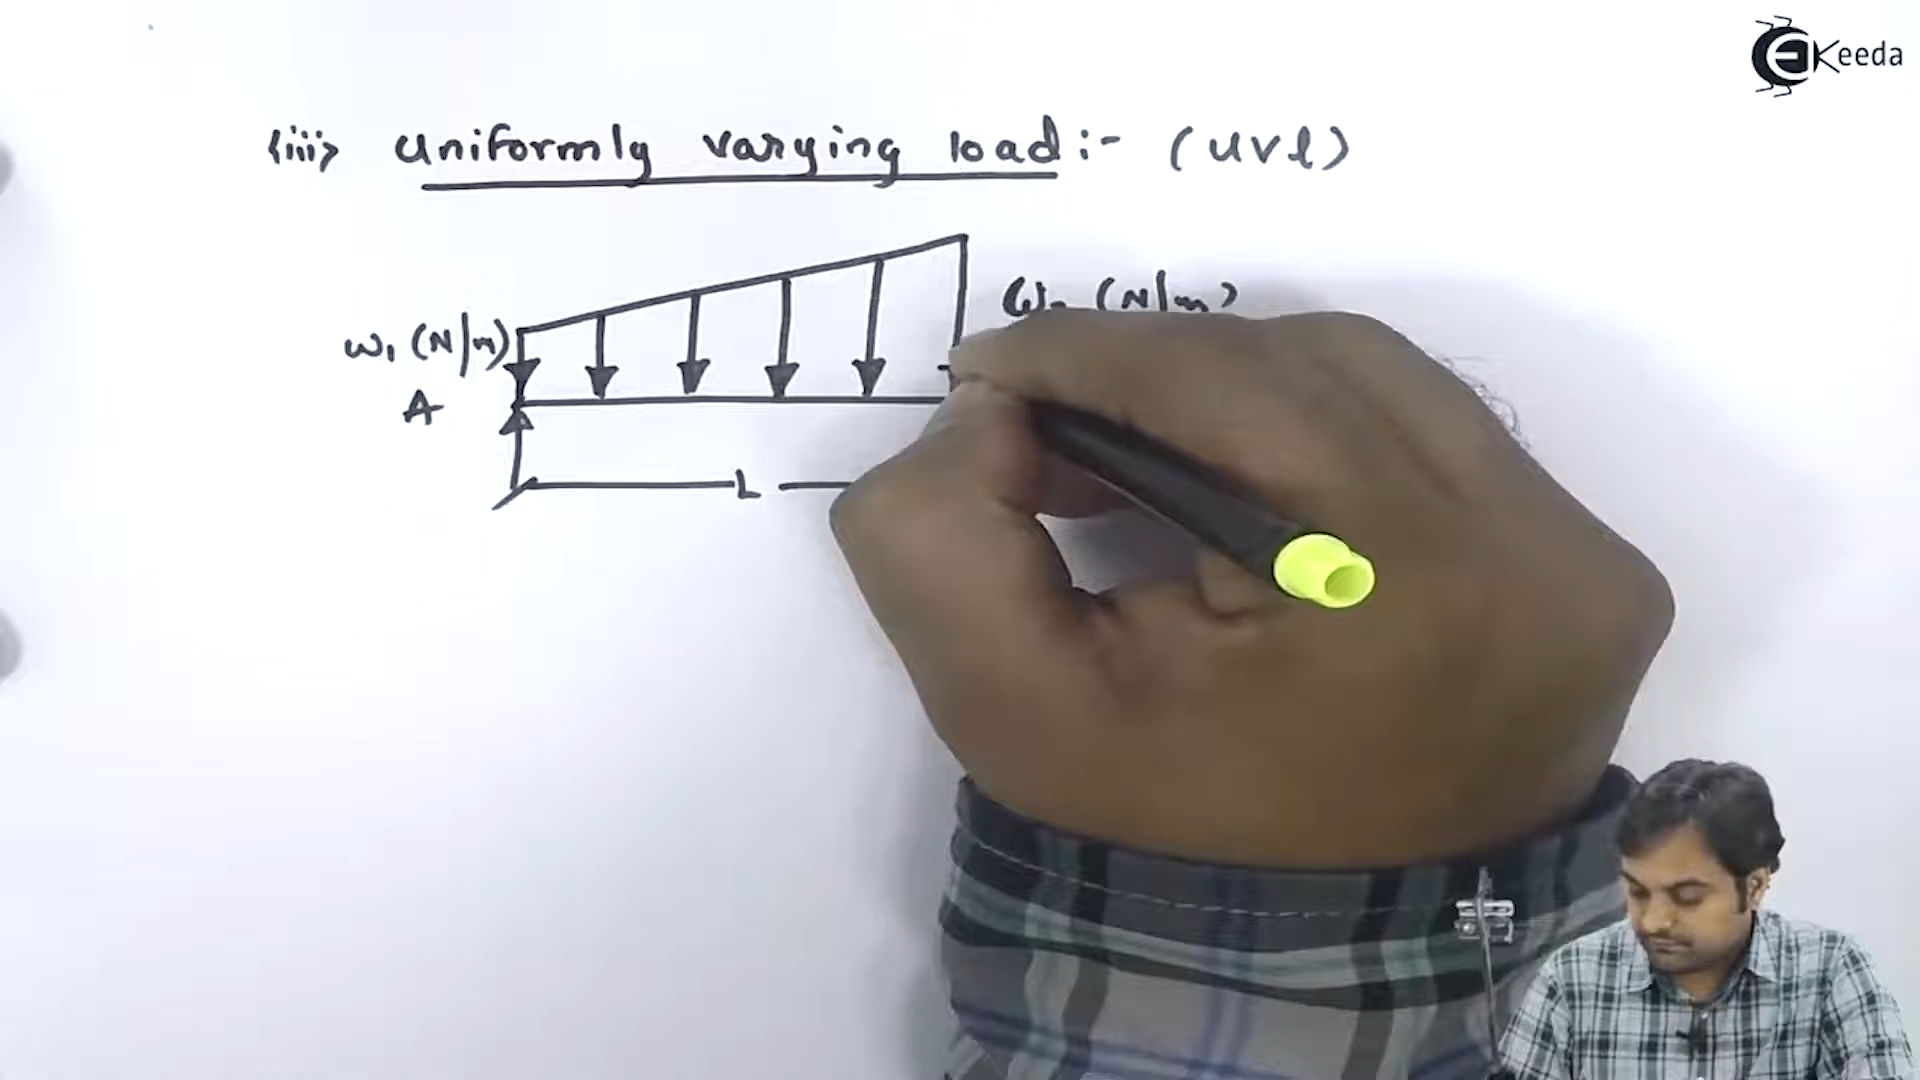 Keeda
(iii) Uniformly varying load :- (uvl)
w₁ (N/m)
(N/m)
A
L